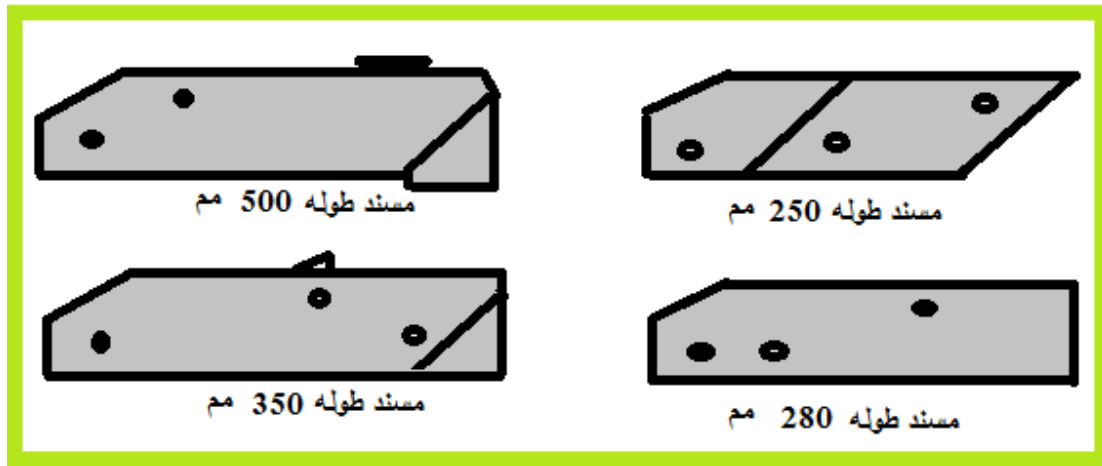 مسند طوله 500 مم
مسند طوله 250 مم
مسند طوله 350 مم
مسند طوله 280 مم